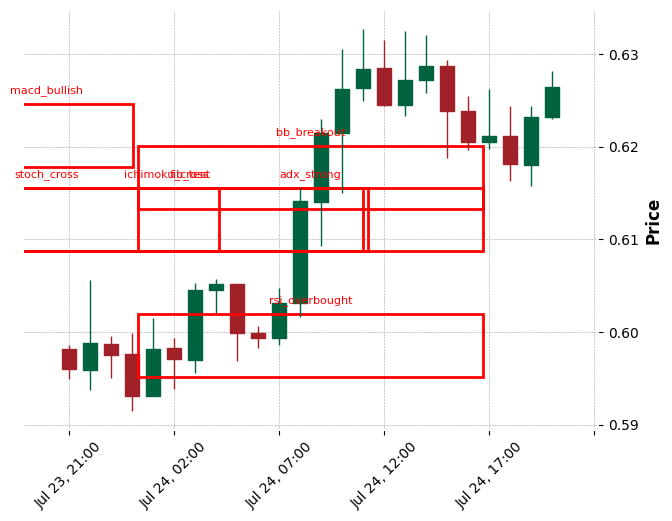 0.63
macd_bullish
bb_breakout
0.62
stoch_cross
ichimoku_cross
fib_test
adx_strong
0.61
Price
rsi_overbought
0.60
0.59
Jul 23, 21:00
Jul 24, 02:00
Jul 24, 07:00
Jul 24, 12:00
Jul 24, 17:00